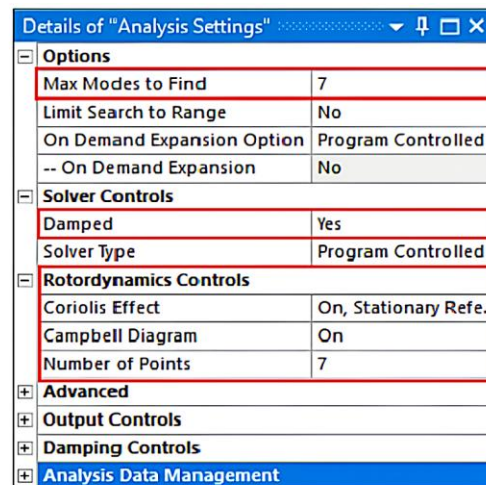 Details of "Analysis Settings"
Options
Max Modes to Find 7
Limit Search to Range No
On Demand Expansion Option Program Controlled
-- On Demand Expansion No
Solver Controls
Damped Yes
Solver Type Program Controlled
Rotordynamics Controls
Coriolis Effect On, Stationary Refe.
Campbell Diagram On
Number of Points 7
Advanced
Output Controls
Damping Controls
Analysis Data Management